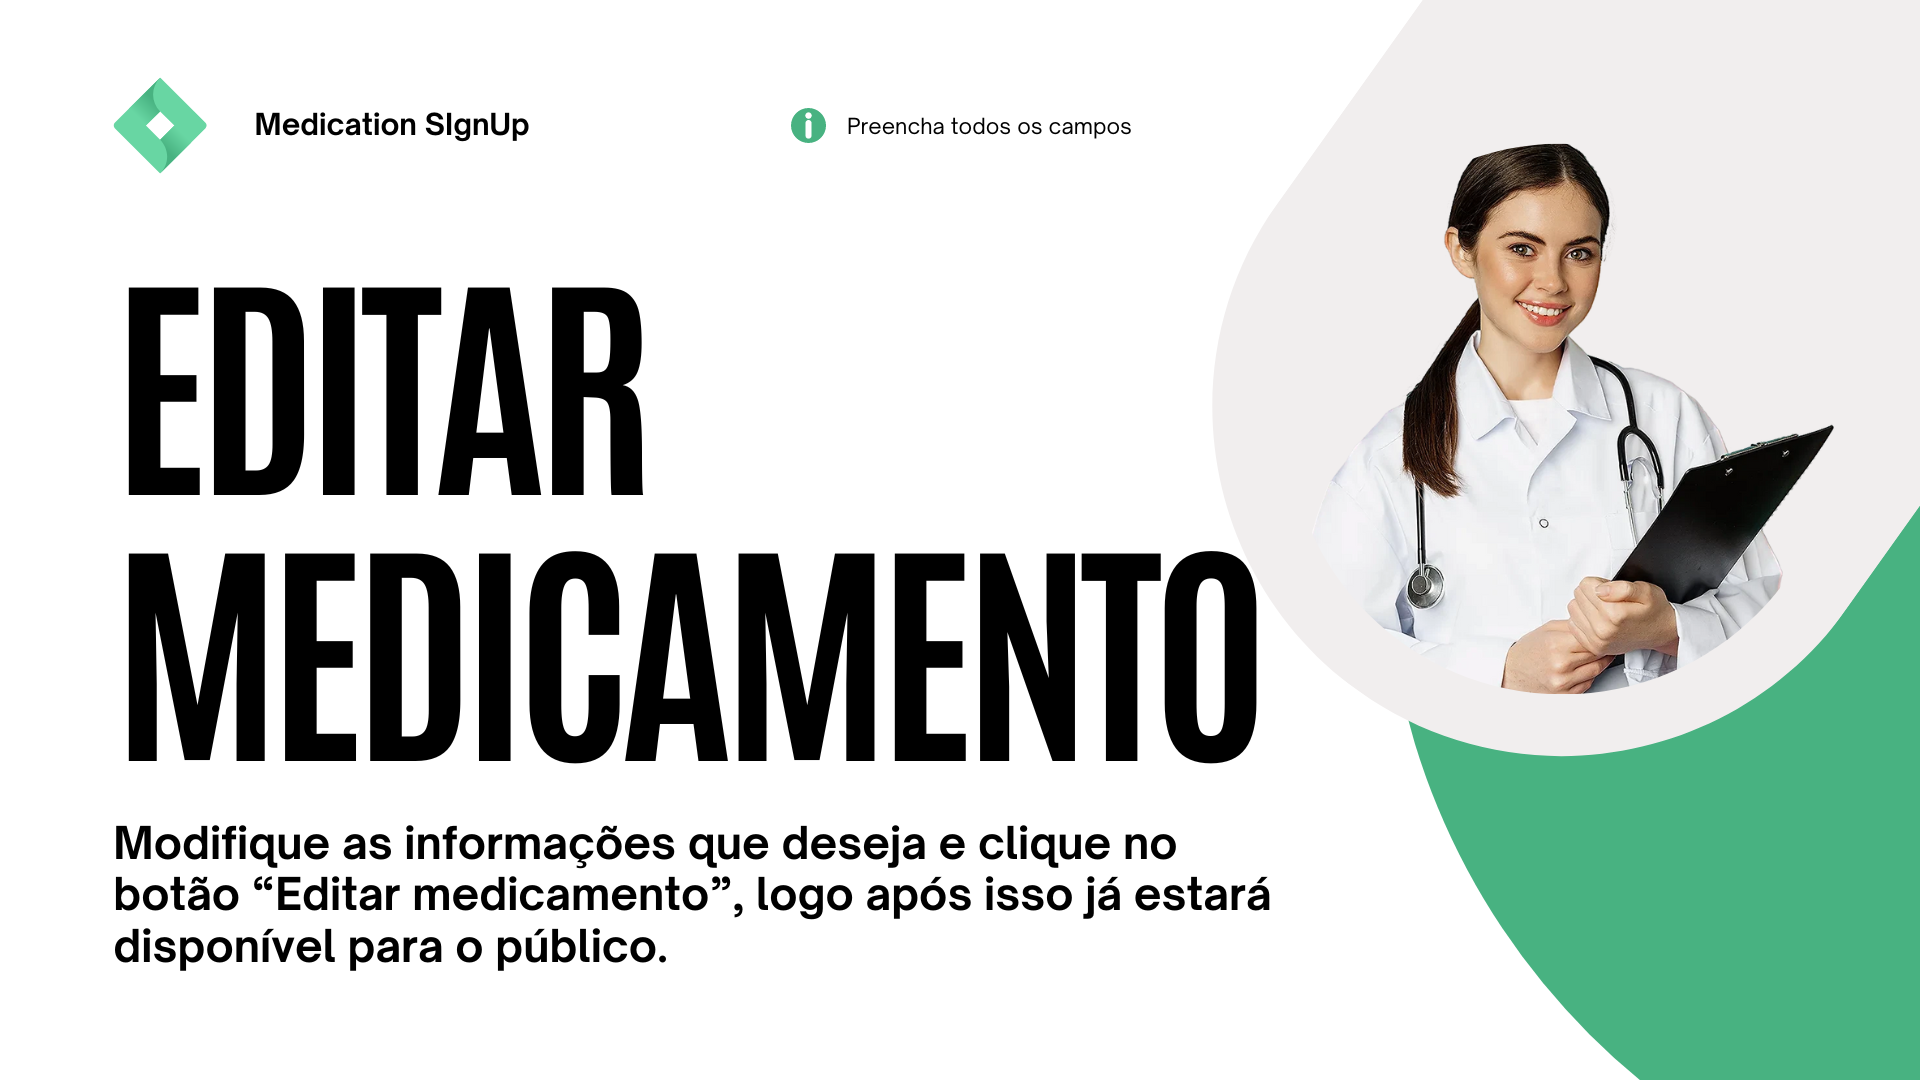 Medication SIgnUp
Preencha todos os campos
EDITAR
MEDICAMENTO
Modifique as informações que deseja e clique no
botão “Editar medicamento”, logo após isso já estará
disponível para o público.